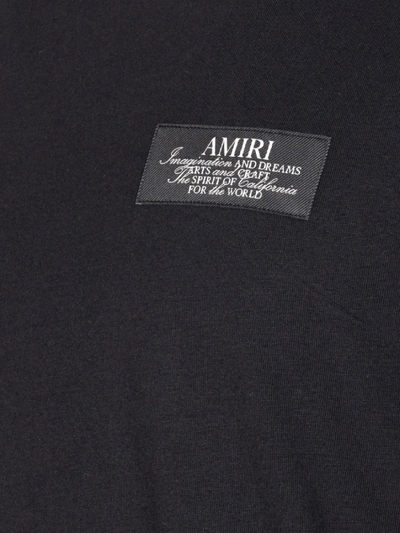 AMIRI
Imagination AND DREAMS
ARTS and CRAFT
The SPIRIT OF California
FOR the WORLD